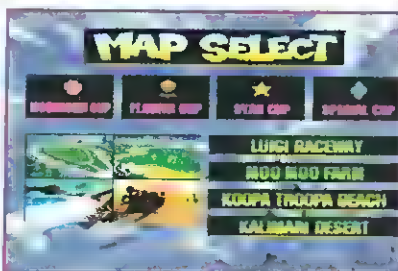 MAP SELECT
MUSHROOM CUP FLOWER CUP STAR CUP SPECIAL CUP
LUIGI RACEWAY
MOO MOO FARM
KOOPA TROOPA BEACH
KALIMARI DESERT